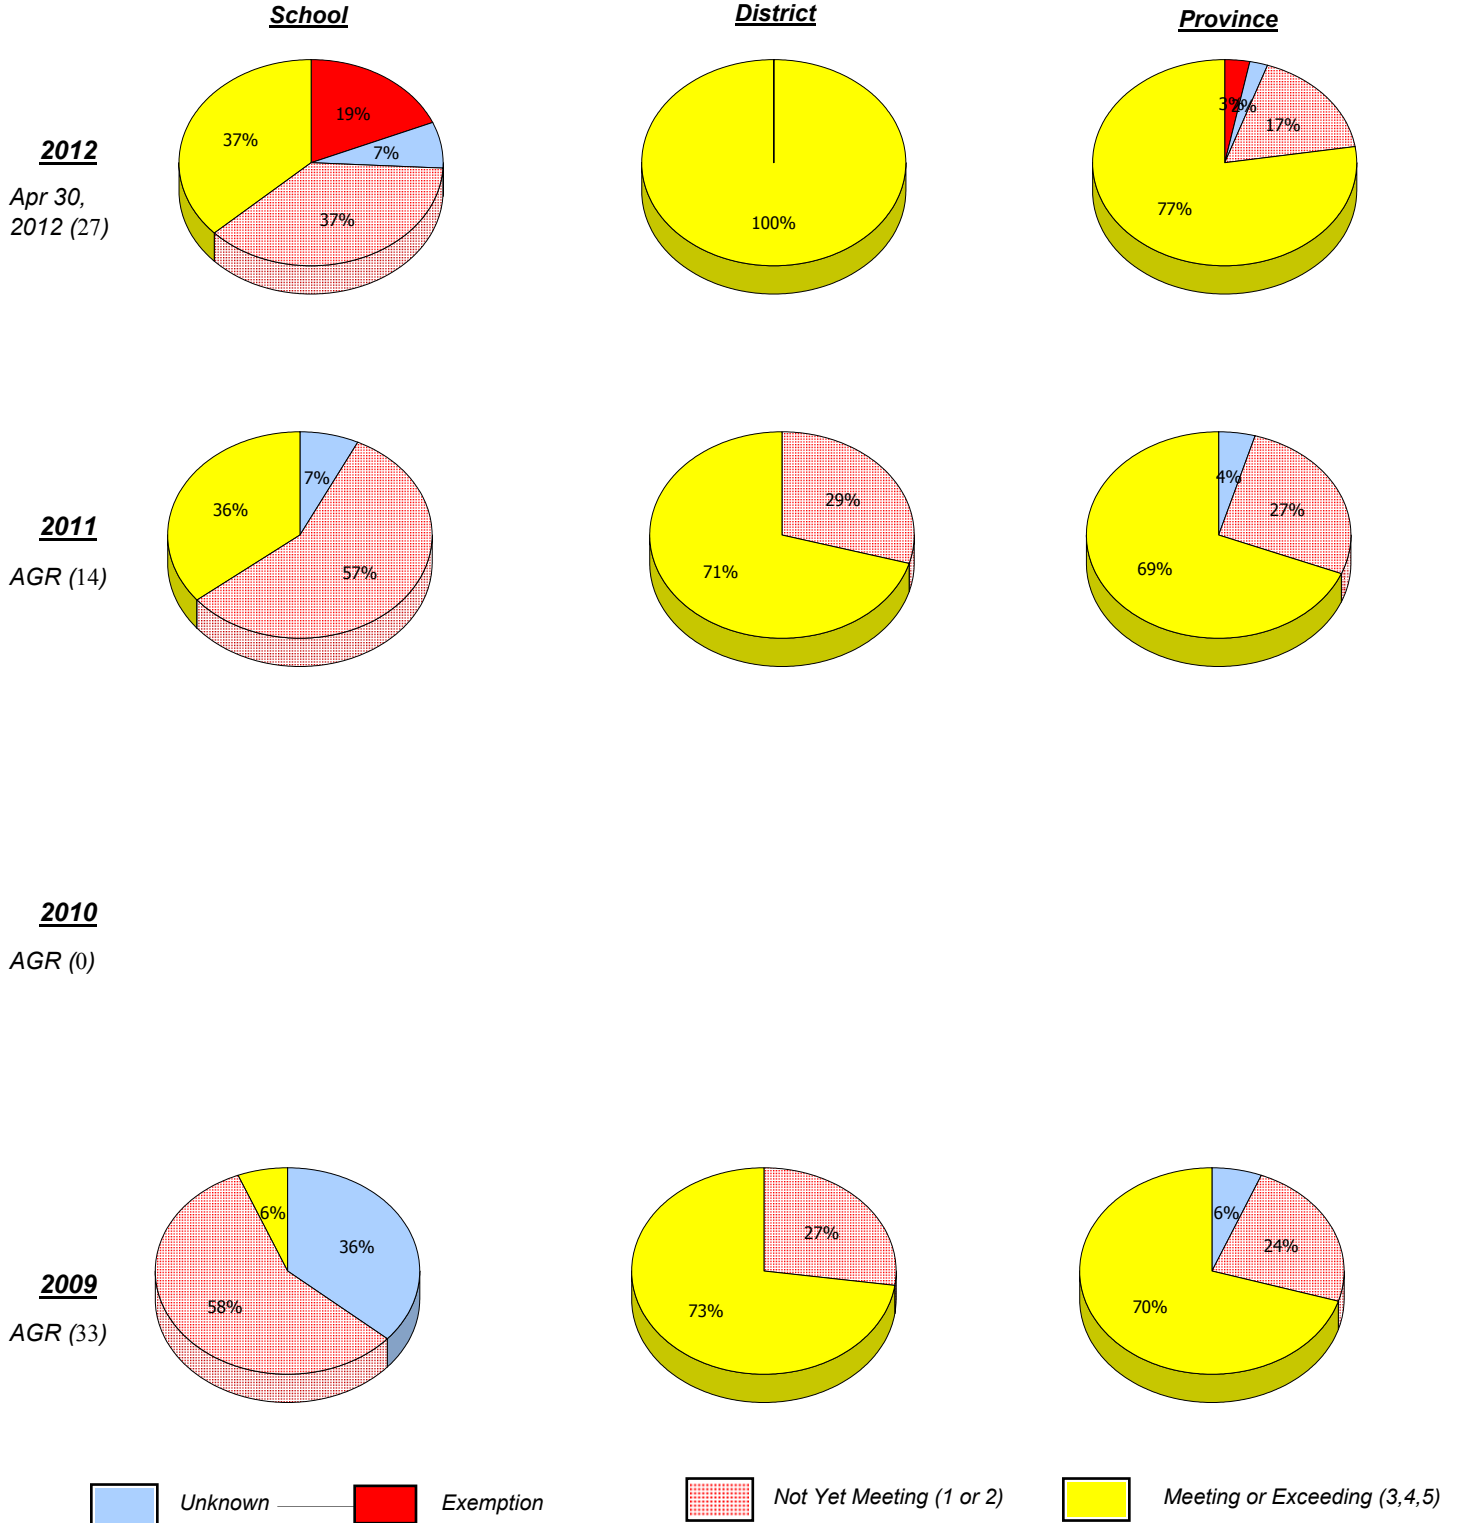 School
District
Province
2012
Apr 30,
2012 (27)
19%
7%
37%
37%
100%
3%
2%
17%
77%
2011
AGR (14)
7%
57%
36%
29%
71%
4%
27%
69%
2010
AGR (0)
2009
AGR (33)
6%
36%
58%
27%
73%
6%
24%
70%
Unknown
Exemption
Not Yet Meeting (1 or 2)
Meeting or Exceeding (3,4,5)